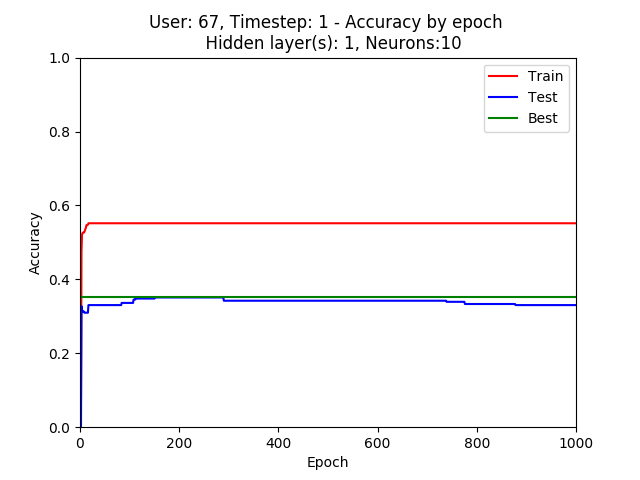 User: 67, Timestep: 1 - Accuracy by epoch
Hidden layer(s): 1, Neurons:10
1.0
0.8
0.6
0.4
0.2
0.0
Accuracy
Train
Test
Best
0
200
400
600
800
1000
Epoch